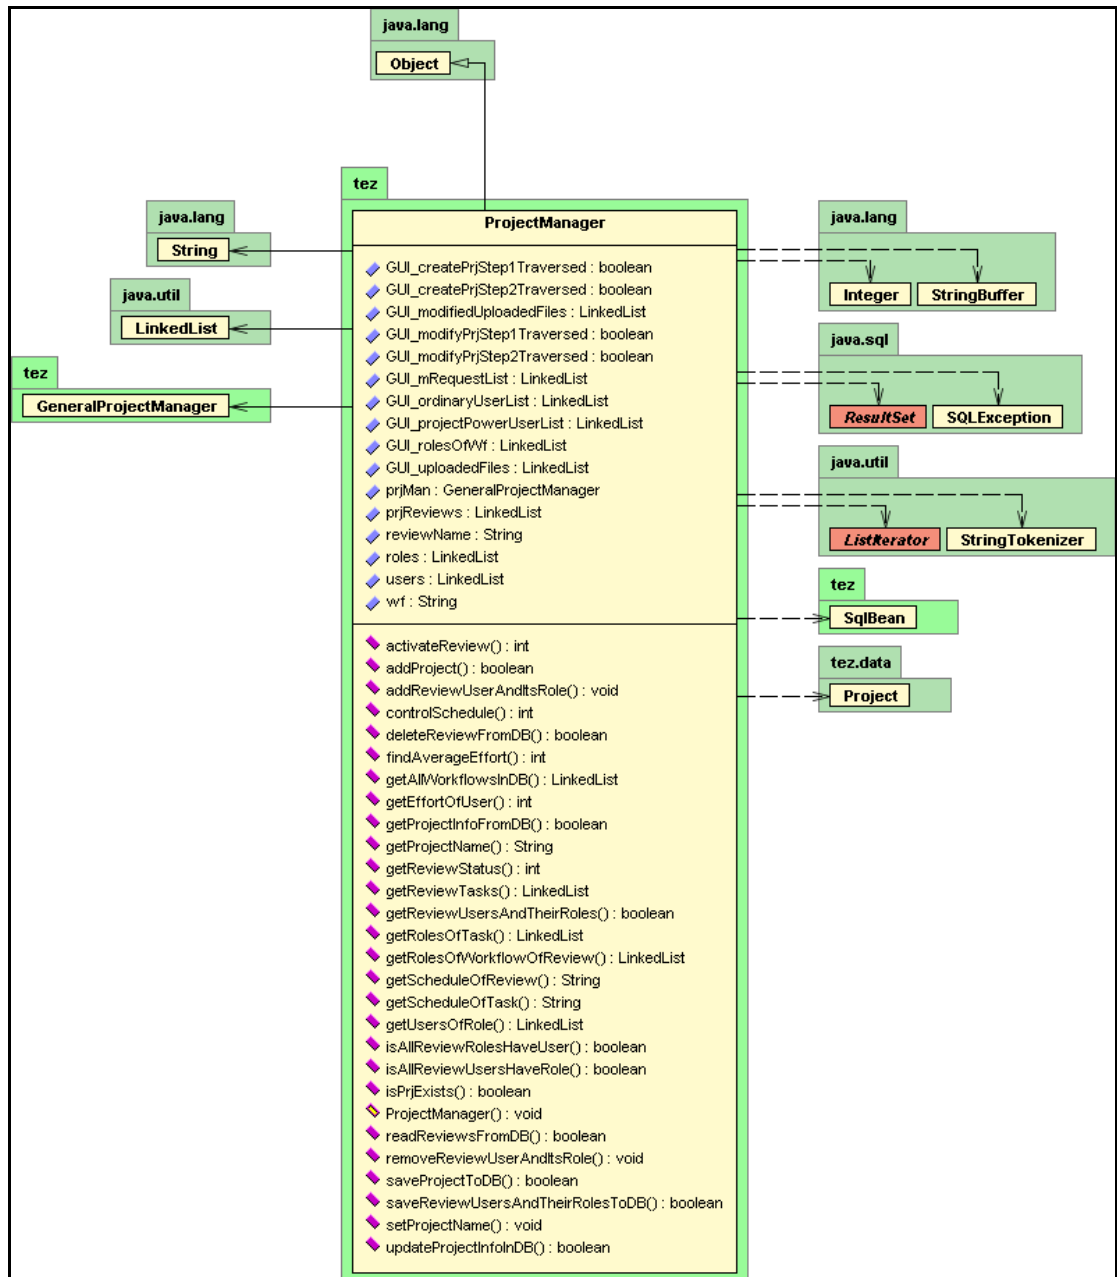 java.lang
Object
tez
ProjectManager
GUI_createPrjStep1Traversed : boolean
GUI_createPrjStep2Traversed : boolean
GUI_modifiedUploadedFiles : LinkedList
GUI_modifyPrjStep1Traversed : boolean
GUI_modifyPrjStep2Traversed : boolean
GUI_mRequestList : LinkedList
GUI_ordinaryUserList : LinkedList
GUI_projectPowerUserList : LinkedList
GUI_rolesOfWf : LinkedList
GUI_uploadedFiles : LinkedList
prjMan : GeneralProjectManager
prjReviews : LinkedList
reviewName : String
roles : LinkedList
users : LinkedList
wf : String
activateReview() : int
addProject() : boolean
addReviewUserAndItsRole() : void
controlSchedule() : int
deleteReviewFromDB() : boolean
findAverageEffort() : int
getAllWorkflowsInDB() : LinkedList
getEffortOfUser() : int
getProjectInfoFromDB() : boolean
getProjectName() : String
getReviewStatus() : int
getReviewTasks() : LinkedList
getReviewUsersAndTheirRoles() : boolean
getRolesOfTask() : LinkedList
getRolesOfWorkflowOfReview() : LinkedList
getScheduleOfReview() : String
getScheduleOfTask() : String
getUsersOfRole() : LinkedList
isAllReviewRolesHaveUser() : boolean
isAllReviewUsersHaveRole() : boolean
isPrjExists() : boolean
ProjectManager() : void
readReviewsFromDB() : boolean
removeReviewUserAndItsRole() : void
saveProjectToDB() : boolean
saveReviewUsersAndTheirRolesToDB() : boolean
setProjectName() : void
updateProjectInfoInDB() : boolean
java.lang
String
java.util
LinkedList
tez
GeneralProjectManager
java.lang
Integer
StringBuffer
java.sql
ResultSet
SQLException
java.util
ListIterator
StringTokenizer
tez
SqlBean
tez.data
Project